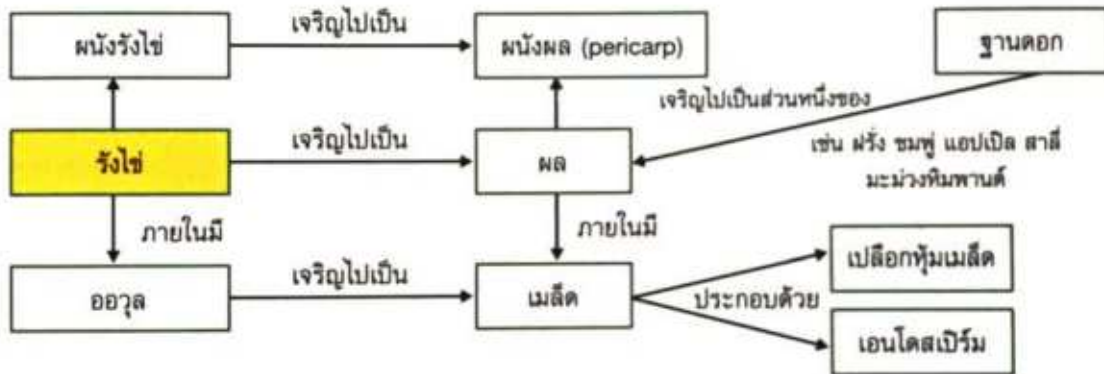 ผนังรังไข่
เจริญไปเป็น
ผนังผล (pericarp)
ฐานดอก
เจริญไปเป็นส่วนหนึ่งของ
รังไข่
เจริญไปเป็น
ผล
เช่น ฝรั่ง ชมพู่ แอปเปิล สาลี่
มะม่วงหิมพานต์
ภายในมี
ภายในมี
ออวุล
เจริญไปเป็น
เมล็ด
ประกอบด้วย
เปลือกหุ้มเมล็ด
เอนโดสเปิร์ม